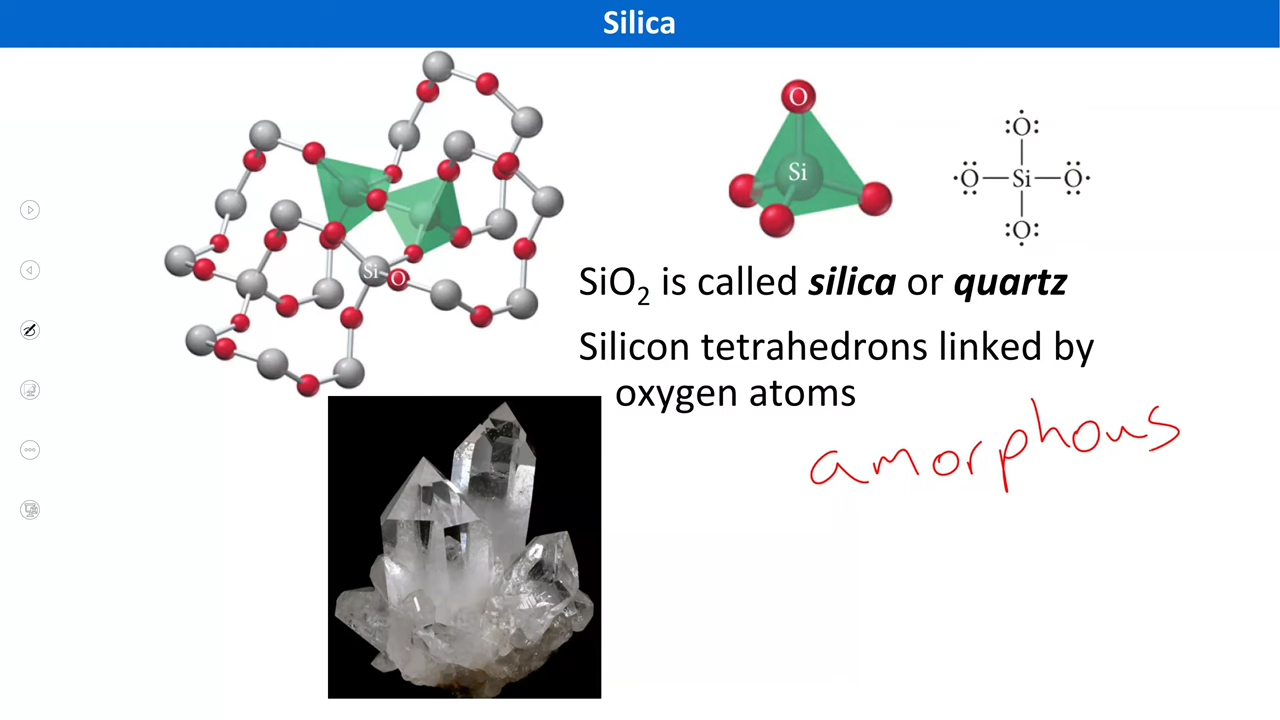 Silica
Si
O
O
Si
:Ȯ:
·Ö—Si—Ö·
:Ọ:
SiO₂ is called silica or quartz
Silicon tetrahedrons linked by
oxygen atoms
amorphous